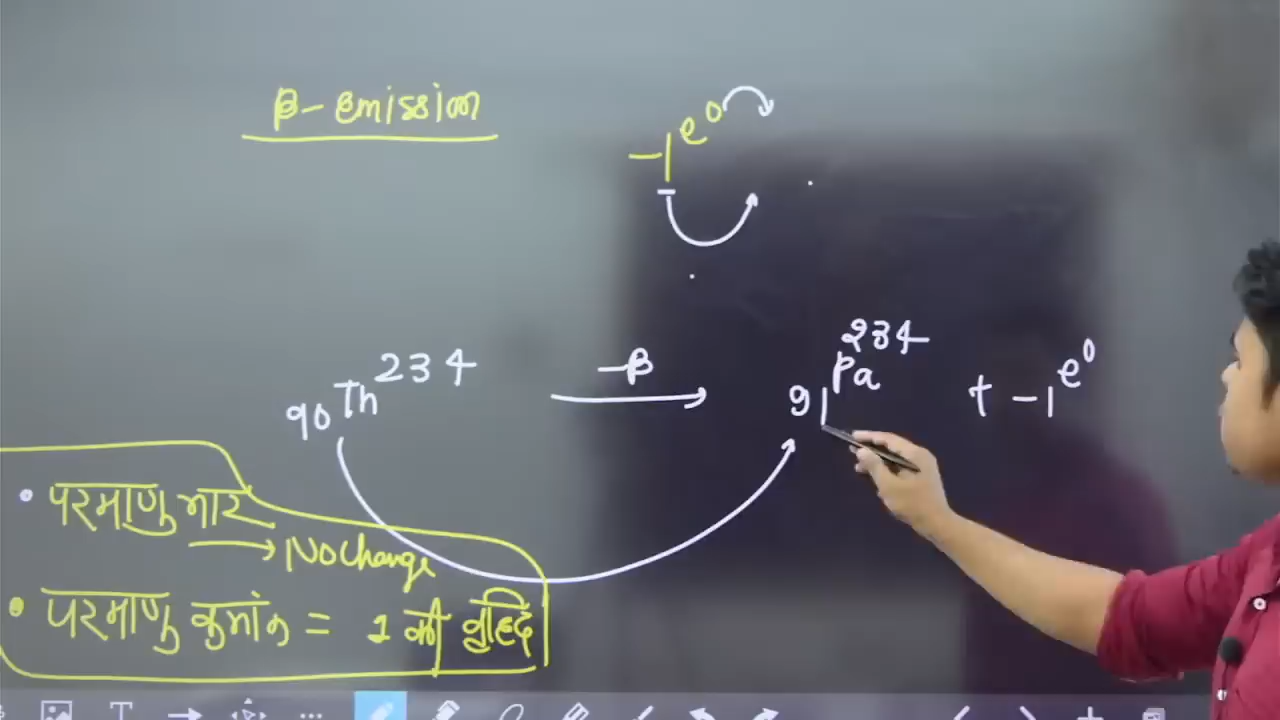 β- emission
-1e⁰
90Th²³⁴ —β→ 91Pa²³⁴ + -1e⁰
• परमाणु भार → No change
• परमाणु क्रमांक = 1 की वृद्धि
T